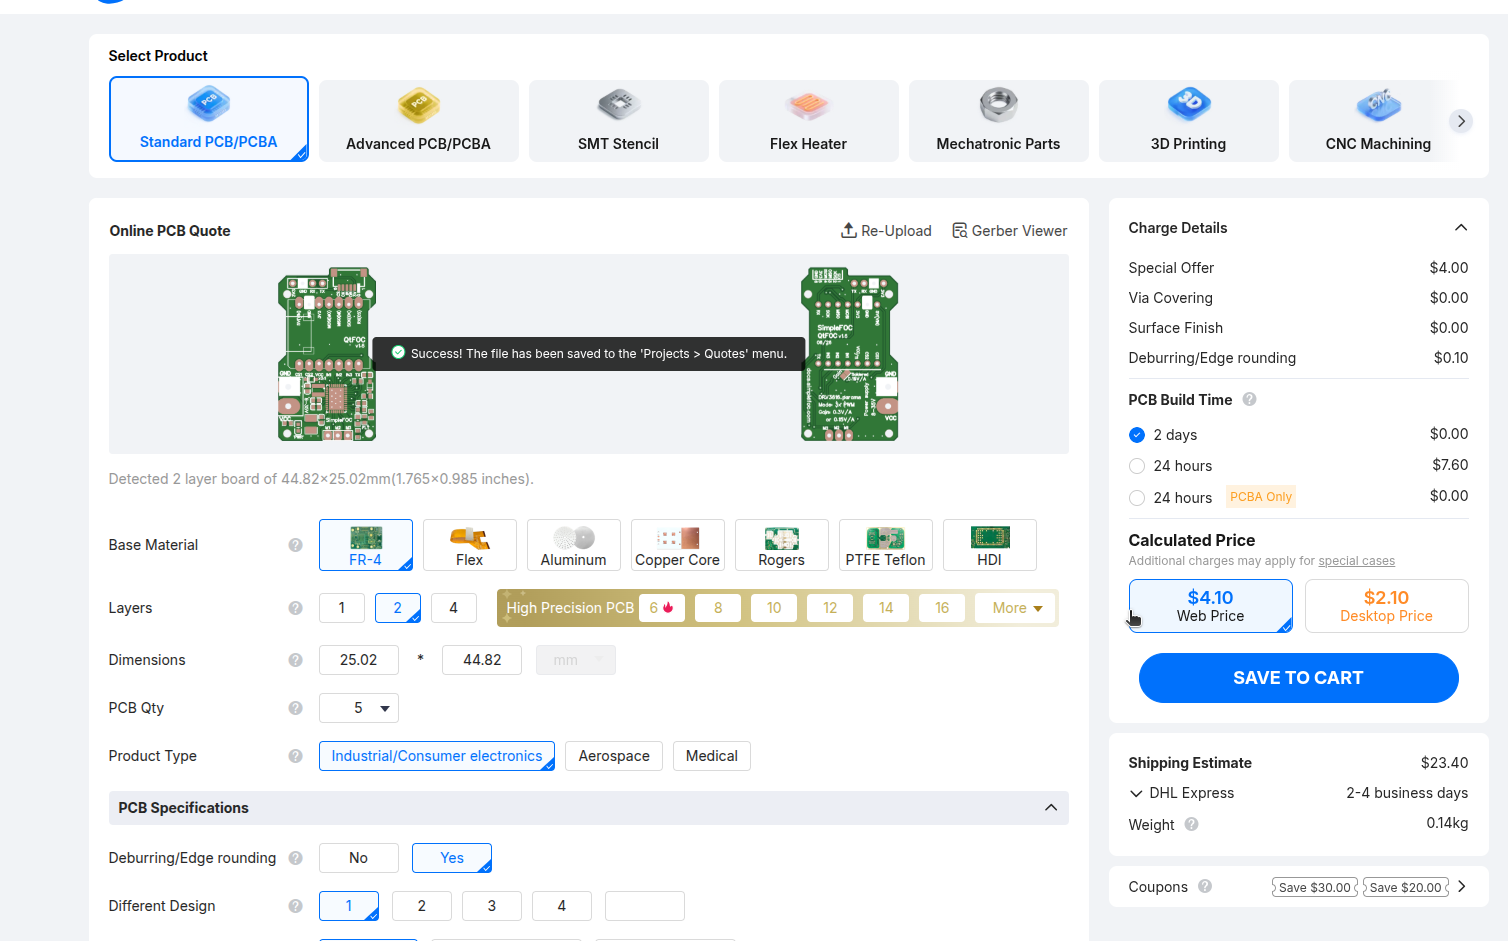 Select Product
Standard PCB/PCBA
Advanced PCB/PCBA
SMT Stencil
Flex Heater
Mechatronic Parts
3D Printing
CNC Machining
Online PCB Quote
Re-Upload
Gerber Viewer
QtFOC
SimpleFOC
QtFOC
Success! The file has been saved to the 'Projects > Quotes' menu.
GND
VCC
GND
VCC
Detected 2 layer board of 44.82×25.02mm(1.765×0.985 inches).
Base Material
FR-4
Flex
Aluminum
Copper Core
Rogers
PTFE Teflon
HDI
Layers
1
2
4
High Precision PCB
6
8
10
12
14
16
More
Dimensions
25.02
*
44.82
mm
PCB Qty
5
Product Type
Industrial/Consumer electronics
Aerospace
Medical
PCB Specifications
Deburring/Edge rounding
No
Yes
Different Design
1
2
3
4
Charge Details
Special Offer $4.00
Via Covering $0.00
Surface Finish $0.00
Deburring/Edge rounding $0.10
PCB Build Time
2 days $0.00
24 hours $7.60
24 hours PCBA Only $0.00
Calculated Price
Additional charges may apply for special cases
$4.10
Web Price
$2.10
Desktop Price
SAVE TO CART
Shipping Estimate $23.40
DHL Express 2-4 business days
Weight 0.14kg
Coupons Save $30.00 Save $20.00